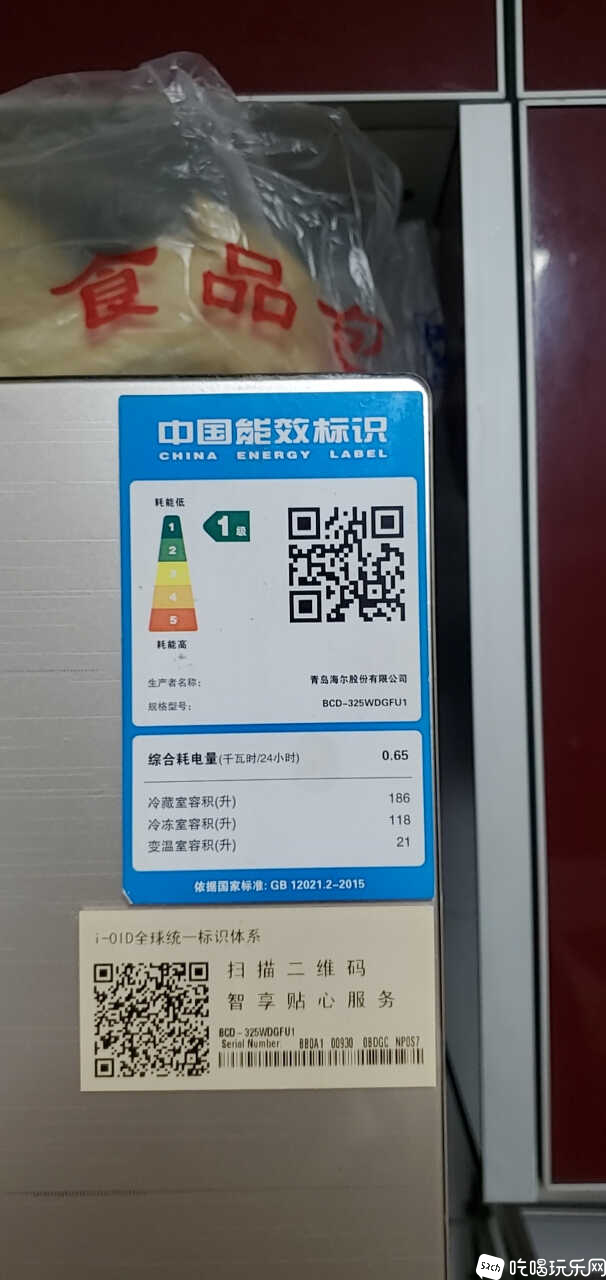 食品
中国能效标识
CHINA ENERGY LABEL
耗能低
1
1级
2
3
4
5
耗能高
生产者名称: 青岛海尔股份有限公司
规格型号: BCD-325WDGFU1
综合耗电量(千瓦时/24小时) 0.65
冷藏室容积(升) 186
冷冻室容积(升) 118
变温室容积(升) 21
依据国家标准: GB 12021.2-2015
i-OID全球统一标识体系
扫描二维码
智享贴心服务
BCD-325WDGFU1
Serial Number: BB0A1 00930 0BDGC NP0S7
吃喝玩乐网